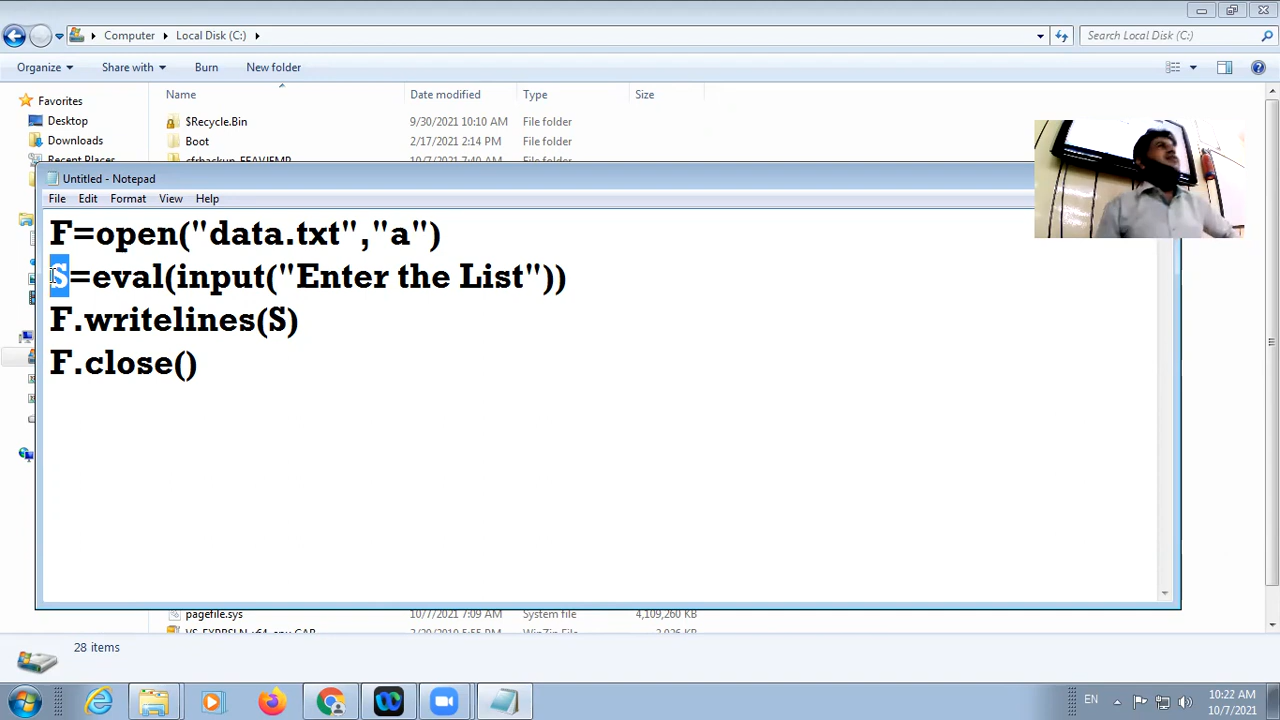 Computer Local Disk (C:)
Search Local Disk (C:)
Organize Share with Burn New folder
Name Date modified Type Size
Favorites
Desktop
Downloads
Recent Places
$Recycle.Bin 9/30/2021 10:10 AM File folder
Boot 2/17/2021 2:14 PM File folder
Untitled - Notepad
File Edit Format View Help
F=open("data.txt","a")
S=eval(input("Enter the List"))
F.writelines(S)
F.close()
pagefile.sys 10/7/2021 7:09 AM System file 4,109,260 KB
28 items
EN
10:22 AM
10/7/2021